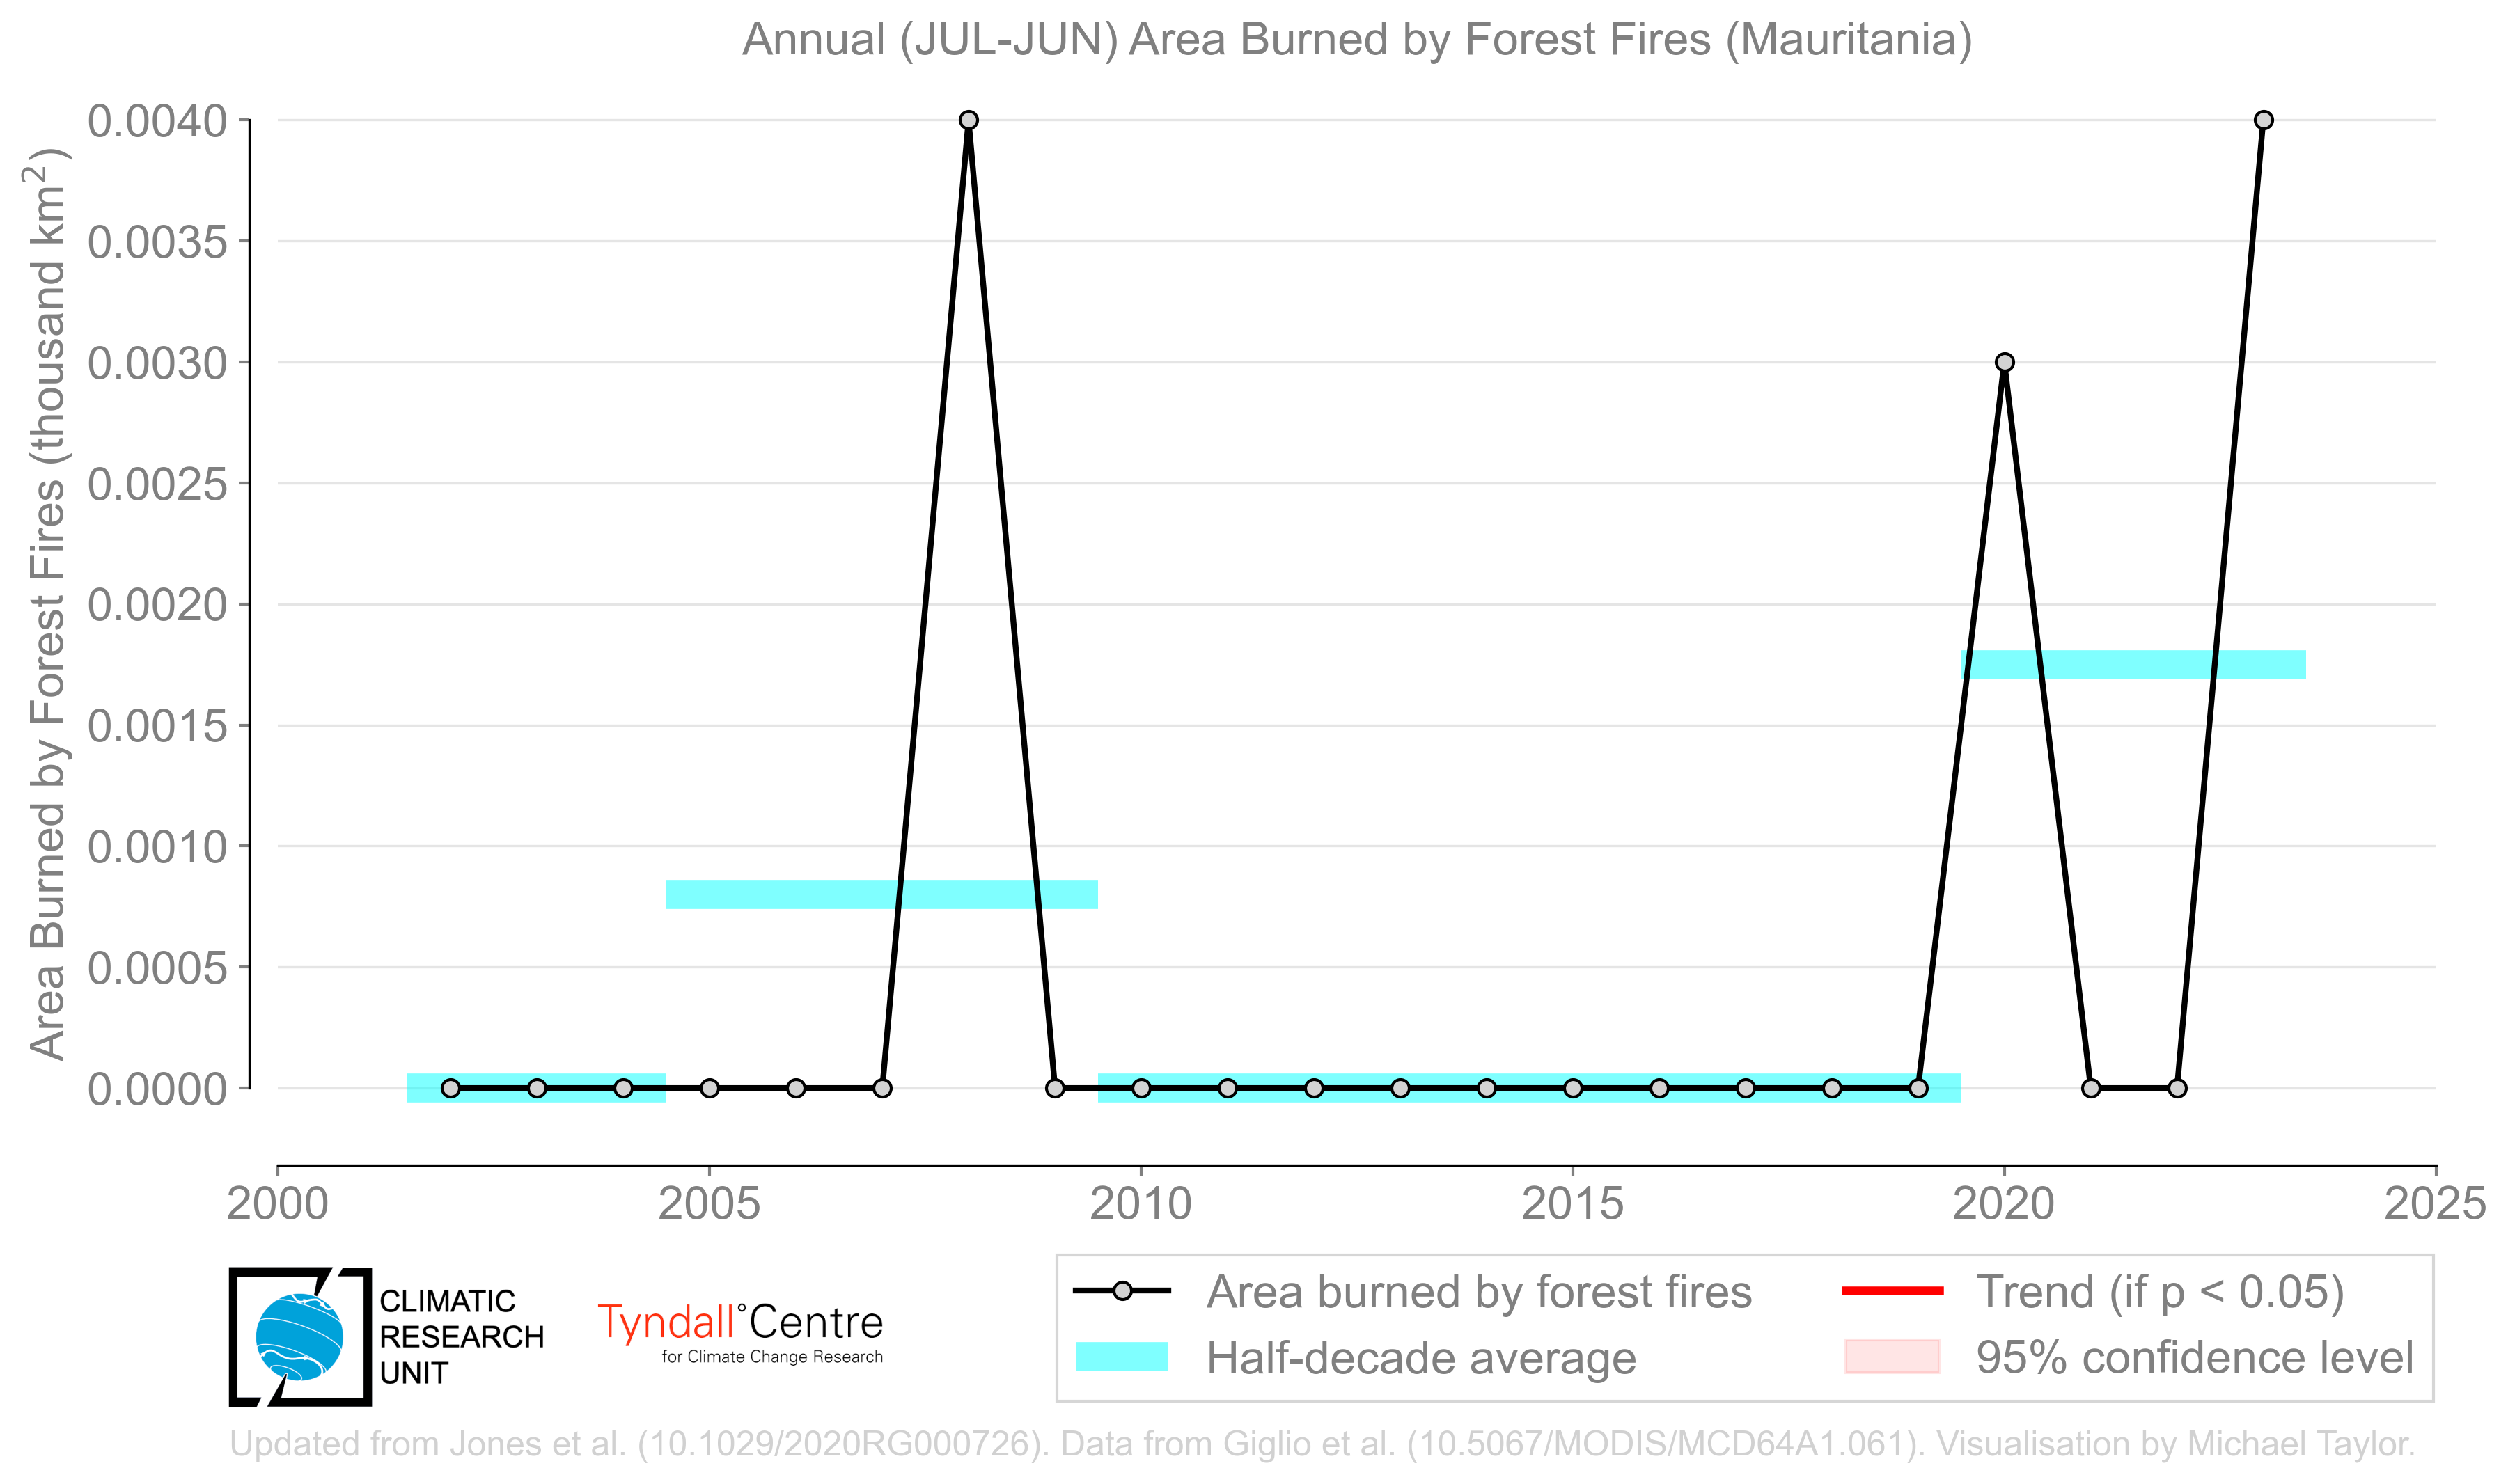 Annual (JUL-JUN) Area Burned by Forest Fires (Mauritania)
Area Burned by Forest Fires (thousand km²)
0.0040
0.0035
0.0030
0.0025
0.0020
0.0015
0.0010
0.0005
0.0000
2000
2005
2010
2015
2020
2025
CLIMATIC
RESEARCH
UNIT
Tyndall°Centre
for Climate Change Research
Area burned by forest fires
Half-decade average
Trend (if p < 0.05)
95% confidence level
Updated from Jones et al. (10.1029/2020RG000726). Data from Giglio et al. (10.5067/MODIS/MCD64A1.061). Visualisation by Michael Taylor.